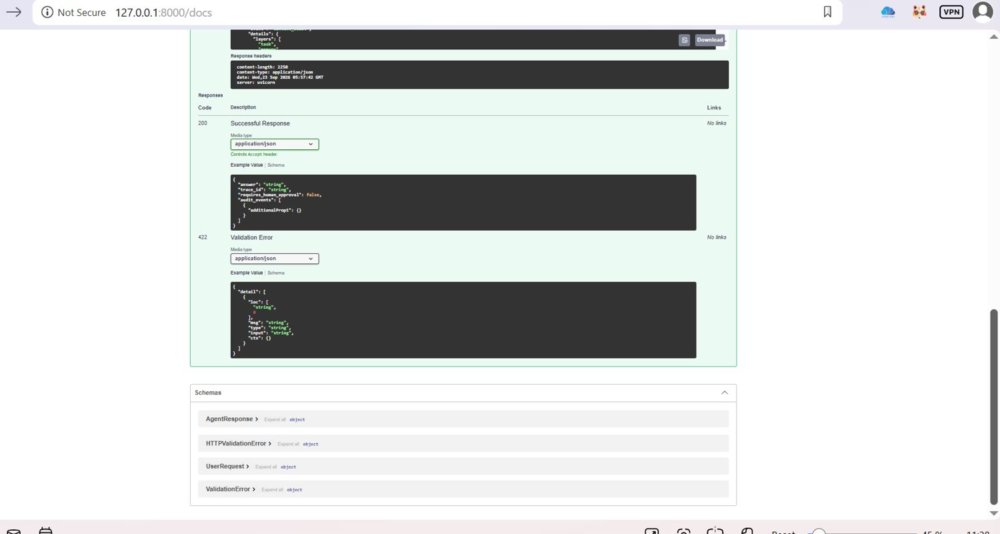 Not Secure 127.0.0.1:8000/docs
VPN
"details": {
"layers": [
"task",
Download
Response headers
content-length: 2250
content-type: application/json
date: Wed,23 Sep 2026 05:57:42 GMT
server: uvicorn
Responses
Code Description Links
200 Successful Response No links
Media type
application/json
Controls Accept header.
Example Value | Schema
{
"answer": "string",
"trace_id": "string",
"requires_human_approval": false,
"audit_events": [
{
"additionalProp1": {}
}
]
}
422 Validation Error No links
Media type
application/json
Example Value | Schema
{
"detail": [
{
"loc": [
"string",
0
],
"msg": "string",
"type": "string",
"input": "string",
"ctx": {}
}
]
}
Schemas
AgentResponse > Expand all object
HTTPValidationError > Expand all object
UserRequest > Expand all object
ValidationError > Expand all object
Reset 45 %